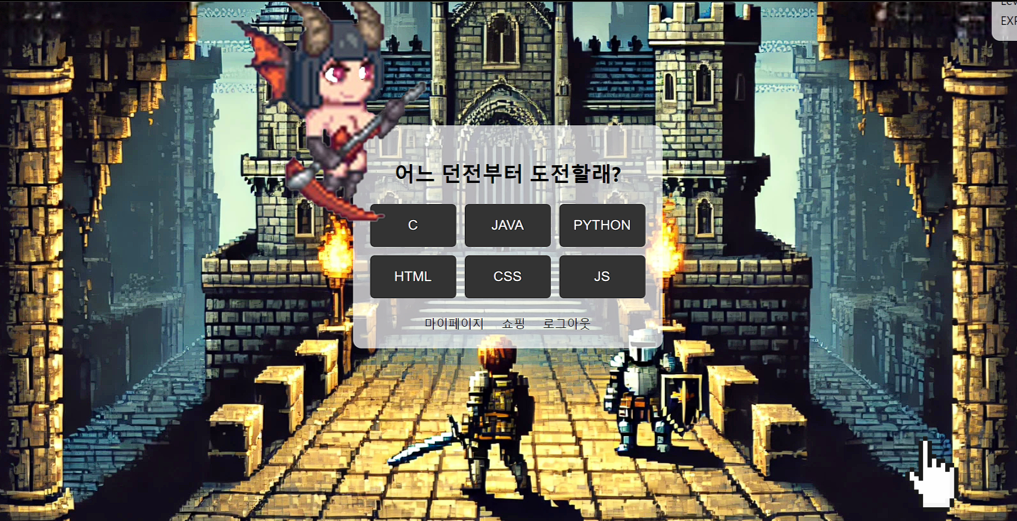 EXP
어느 던전부터 도전할래?
C JAVA PYTHON
HTML CSS JS
마이페이지 쇼핑 로그아웃